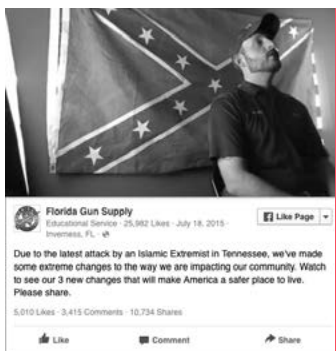 Florida Gun Supply
Educational Service · 25,982 Likes · July 18, 2015 ·
Inverness, FL ·
Like Page
Due to the latest attack by an Islamic Extremist in Tennessee, we've made
some extreme changes to the way we are impacting our community. Watch
to see our 3 new changes that will make America a safer place to live.
Please share.
5,010 Likes · 3,415 Comments · 10,734 Shares
Like
Comment
Share